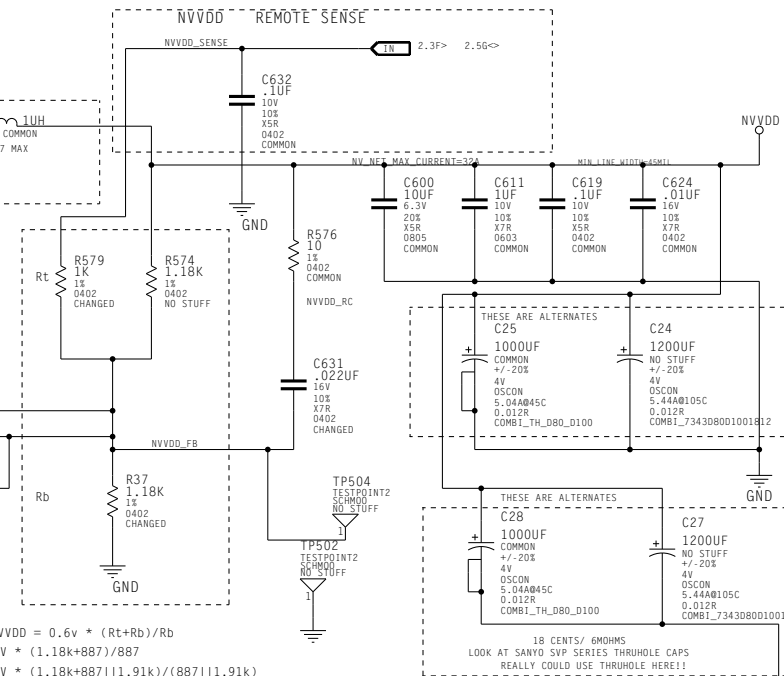 NVVDD REMOTE SENSE
NVVDD_SENSE
IN
2.3F> 2.5G<>
C632
.1UF
10V
10%
X5R
0402
COMMON
1UH
COMMON
7 MAX
GND
NVVDD
NV_NET_MAX_CURRENT=32A
MIN_LINE_WIDTH=45MIL
C600
10UF
6.3V
20%
X5R
0805
COMMON
C611
1UF
10V
10%
X7R
0603
COMMON
C619
.1UF
10V
10%
X5R
0402
COMMON
C624
.01UF
16V
10%
X7R
0402
COMMON
Rt
R579
1K
1%
0402
CHANGED
R574
1.18K
1%
0402
NO STUFF
R576
10
1%
0402
COMMON
NVVDD_RC
C631
.022UF
16V
10%
X7R
0402
CHANGED
NVVDD_FB
THESE ARE ALTERNATES
C25
1000UF
COMMON
+/-20%
4V
OSCON
5.04A@45C
0.012R
COMBI_TH_D80_D100
C24
1200UF
NO STUFF
+/-20%
4V
OSCON
5.44A@105C
0.012R
COMBI_7343D80D1001812
GND
Rb
R37
1.18K
1%
0402
CHANGED
GND
TP504
TESTPOINT2
SCHMOO
NO STUFF
1
TP502
TESTPOINT2
SCHMOO
NO STUFF
1
THESE ARE ALTERNATES
C28
1000UF
COMMON
+/-20%
4V
OSCON
5.04A@45C
0.012R
COMBI_TH_D80_D100
C27
1200UF
NO STUFF
+/-20%
4V
OSCON
5.44A@105C
0.012R
COMBI_7343D80D1001
18 CENTS/ 6MOHMS
LOOK AT SANYO SVP SERIES THRUHOLE CAPS
REALLY COULD USE THRUHOLE HERE!!
VVDD = 0.6v * (Rt+Rb)/Rb
V * (1.18k+887)/887
V * (1.18k+887||1.91k)/(887||1.91k)